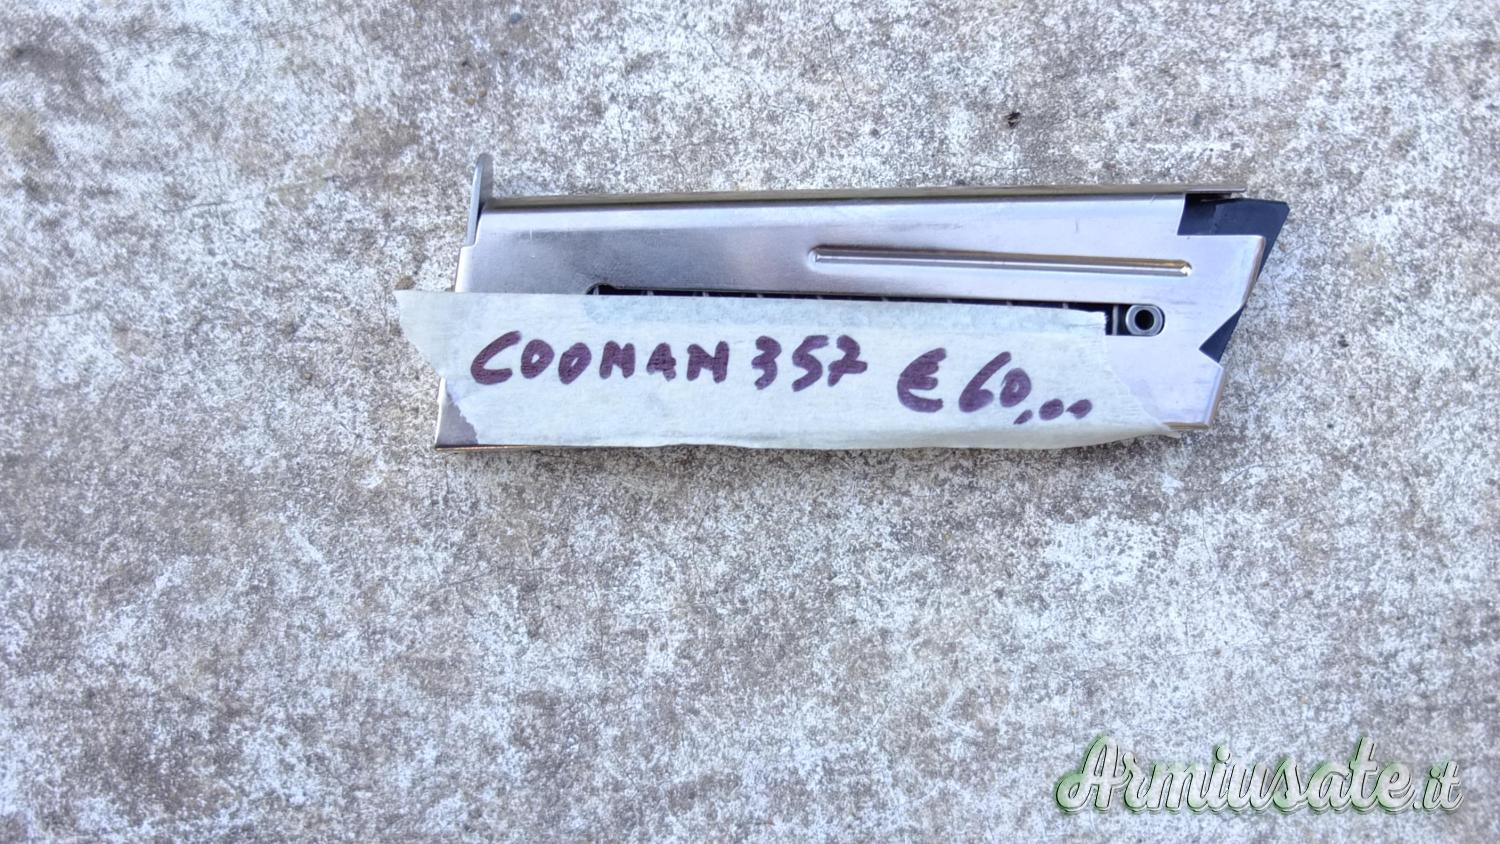 COONAN 357 € 60,00
Armiusate.it